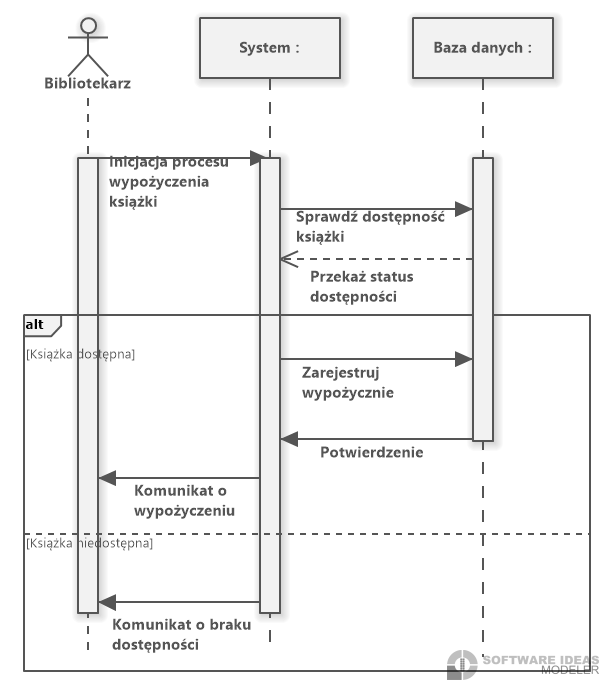 System :
Baza danych :
Bibliotekarz
Inicjacja procesu
wypożyczenia
książki
Sprawdź dostępność
książki
Przekaż status
dostępności
alt
[Książka dostępna]
Zarejestruj
wypożycznie
Potwierdzenie
Komunikat o
wypożyczeniu
[Książka niedostępna]
Komunikat o braku
dostępności
SOFTWARE IDEAS
MODELER